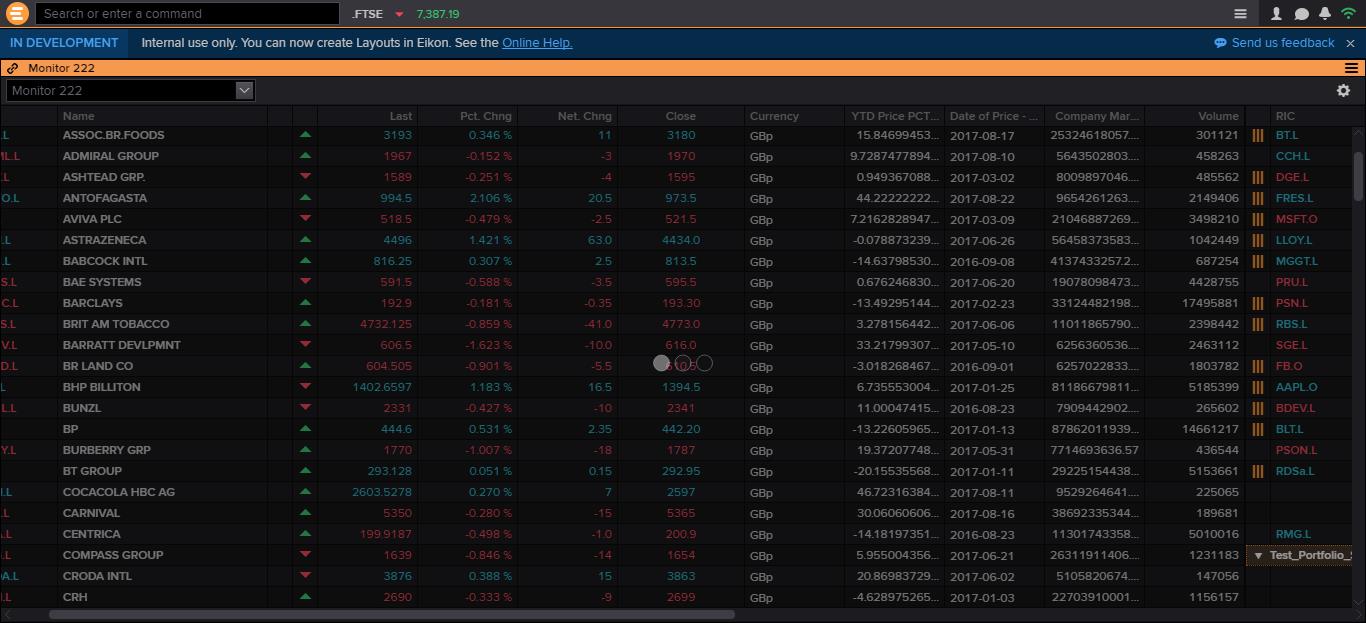 Search or enter a command .FTSE 7,387.19
IN DEVELOPMENT Internal use only. You can now create Layouts in Eikon. See the Online Help. Send us feedback
Monitor 222
Monitor 222
Name Last Pct. Chng Net. Chng Close Currency YTD Price PCT... Date of Price - ... Company Mar... Volume RIC
.L ASSOC.BR.FOODS 3193 0.346 % 11 3180 GBp 15.84699453... 2017-08-17 25324618057.... 301121 BT.L
ML.L ADMIRAL GROUP 1967 -0.152 % -3 1970 GBp 9.7287477894... 2017-08-10 5643502803.... 458263 CCH.L
.L ASHTEAD GRP. 1589 -0.251 % -4 1595 GBp 0.949367088... 2017-03-02 8009897046.... 485562 DGE.L
O.L ANTOFAGASTA 994.5 2.106 % 20.5 973.5 GBp 44.22222222... 2017-08-22 9654261263.... 2149406 FRES.L
AVIVA PLC 518.5 -0.479 % -2.5 521.5 GBp 7.2162828947... 2017-03-09 21046887269... 3498210 MSFT.O
.L ASTRAZENECA 4496 1.421 % 63.0 4434.0 GBp -0.078873239... 2017-06-26 56458373583... 1042449 LLOY.L
.L BABCOCK INTL 816.25 0.307 % 2.5 813.5 GBp -14.63798530... 2016-09-08 4137433257.2... 687254 MGGT.L
S.L BAE SYSTEMS 591.5 -0.588 % -3.5 595.5 GBp 0.676246830... 2017-06-20 19078098473... 4428755 PRU.L
C.L BARCLAYS 192.9 -0.181 % -0.35 193.30 GBp -13.49295144... 2017-02-23 33124482198... 17495881 PSN.L
S.L BRIT AM TOBACCO 4732.125 -0.859 % -41.0 4773.0 GBp 3.278156442... 2017-06-06 11011865790... 2398442 RBS.L
V.L BARRATT DEVLPMNT 606.5 -1.623 % -10.0 616.0 GBp 33.21799307... 2017-05-10 6256360536.... 2463112 SGE.L
D.L BR LAND CO 604.505 -0.901 % -5.5 GBp -3.018268467... 2016-09-01 6257022833.... 1803782 FB.O
L BHP BILLITON 1402.6597 1.183 % 16.5 1394.5 GBp 6.735553004... 2017-01-25 81186679811... 5185399 AAPL.O
L.L BUNZL 2331 -0.427 % -10 2341 GBp 11.00047415... 2016-08-23 7909442902.... 265602 BDEV.L
BP 444.6 0.531 % 2.35 442.20 GBp -13.22605965... 2017-01-13 87862011939... 14661217 BLT.L
Y.L BURBERRY GRP 1770 -1.007 % -18 1787 GBp 19.37207748... 2017-05-31 7714693636.57 436544 PSON.L
BT GROUP 293.128 0.051 % 0.15 292.95 GBp -20.15535568... 2017-01-11 29225154438... 5153661 RDSa.L
.L COCACOLA HBC AG 2603.5278 0.270 % 7 2597 GBp 46.72316384... 2017-08-11 9529264641.... 225065
.L CARNIVAL 5350 -0.280 % -15 5365 GBp 30.06060606... 2017-08-16 38692335344... 189681
.L CENTRICA 199.9187 -0.498 % -1.0 200.9 GBp -14.18197351... 2016-08-23 11301743358... 5010016 RMG.L
.L COMPASS GROUP 1639 -0.846 % -14 1654 GBp 5.955004356... 2017-06-21 26311911406.... 1231183 Test_Portfolio_
A.L CRODA INTL 3876 0.388 % 15 3863 GBp 20.86983729... 2017-06-02 5105820674.... 147056
.L CRH 2690 -0.333 % -9 2699 GBp -4.628975265... 2017-01-03 22703910001... 1156157